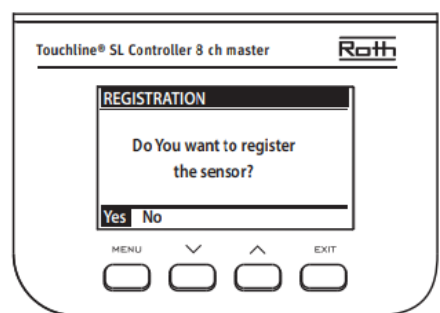 Touchline® SL Controller 8 ch master
Roth
REGISTRATION
Do You want to register
the sensor?
Yes No
MENU EXIT